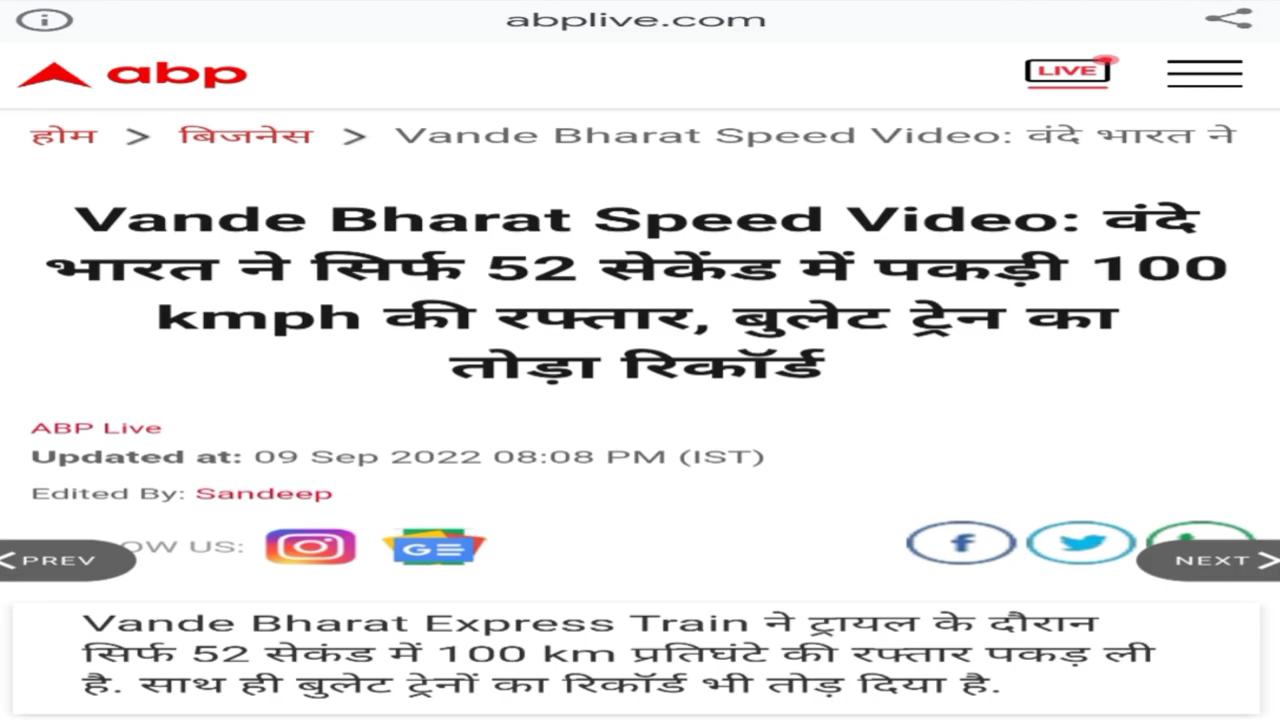 abplive.com
abp
LIVE
होम > बिजनेस > Vande Bharat Speed Video: वंदे भारत ने
Vande Bharat Speed Video: वंदे
भारत ने सिर्फ 52 सेकेंड में पकड़ी 100
kmph की रफ्तार, बुलेट ट्रेन का
तोड़ा रिकॉर्ड
ABP Live
Updated at: 09 Sep 2022 08:08 PM (IST)
Edited By: Sandeep
OW US:
< PREV
NEXT >
Vande Bharat Express Train ने ट्रायल के दौरान
सिर्फ 52 सेकंड में 100 km प्रतिघंटे की रफ्तार पकड़ ली
है. साथ ही बुलेट ट्रेनों का रिकॉर्ड भी तोड़ दिया है.